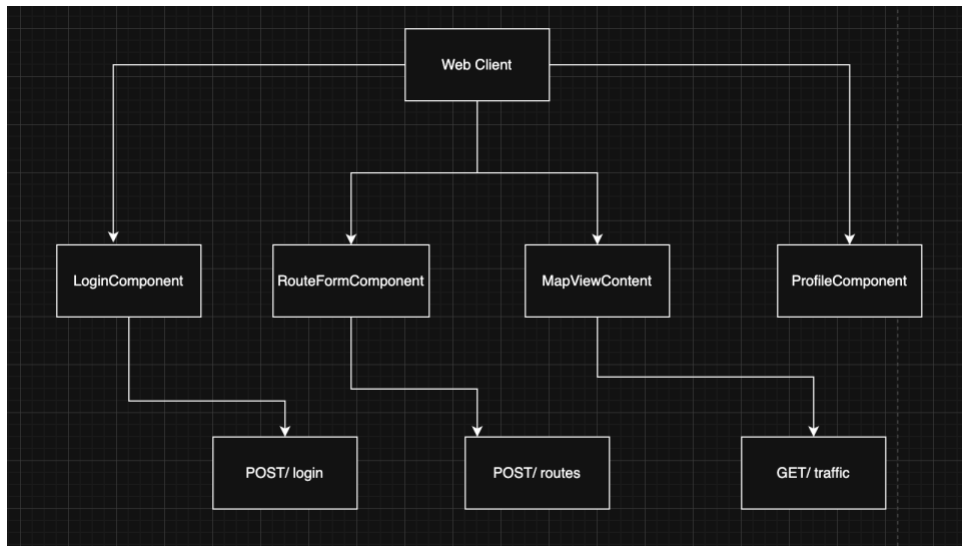 Web Client
LoginComponent
RouteFormComponent
MapViewContent
ProfileComponent
POST/ login
POST/ routes
GET/ traffic